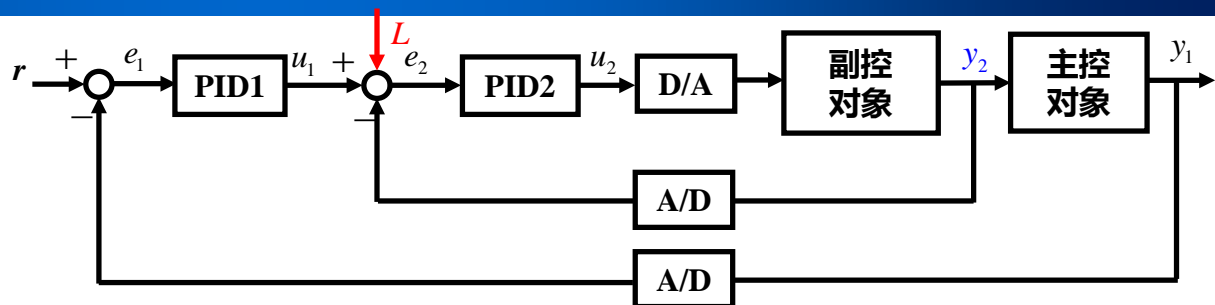 r
+
−
e₁
PID1
u₁
+
−
L
e₂
PID2
u₂
D/A
副控
对象
y₂
主控
对象
y₁
A/D
A/D